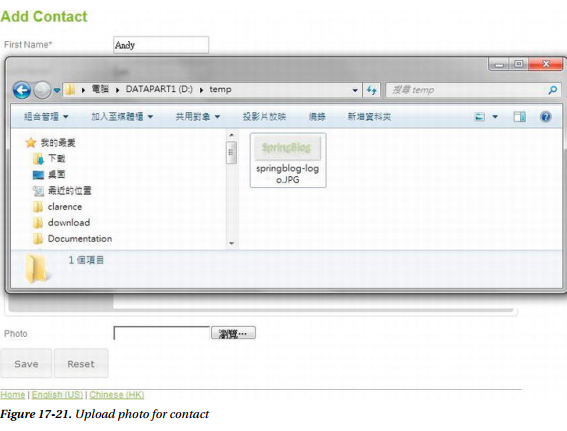 Add Contact
First Name* Andy
電腦 DATAPART1 (D:) temp 搜尋 temp
組合管理 加入至媒體櫃 共用對象 投影片放映 燒錄 新增資料夾
我的最愛
下載
桌面
最近的位置
clarence
download
Documentation
SpringBlog
springblog-log
o.JPG
1 個項目
Photo 瀏覽…
Save Reset
Home | English (US) | Chinese (HK)
Figure 17-21. Upload photo for contact